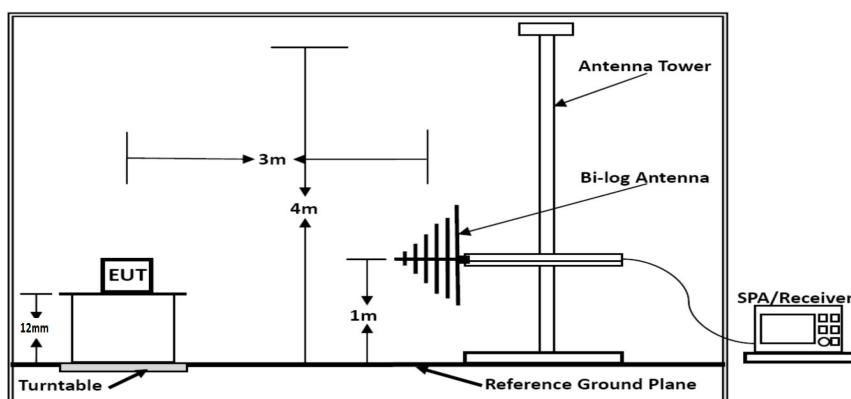 Antenna Tower
3m
Bi-log Antenna
4m
EUT
SPA/Receiver
12mm
1m
Turntable
Reference Ground Plane